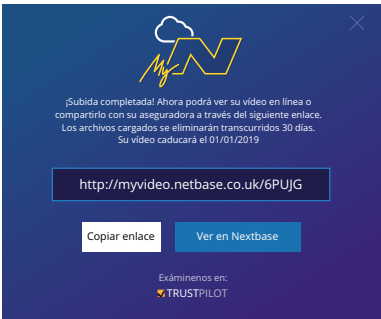 My N
¡Subida completada! Ahora podrá ver su vídeo en línea o
compartirlo con su aseguradora a través del siguiente enlace.
Los archivos cargados se eliminarán transcurridos 30 días.
Su vídeo caducará el 01/01/2019
http://myvideo.netbase.co.uk/6PUJG
Copiar enlace
Ver en Nextbase
Exáminenos en:
TRUSTPILOT